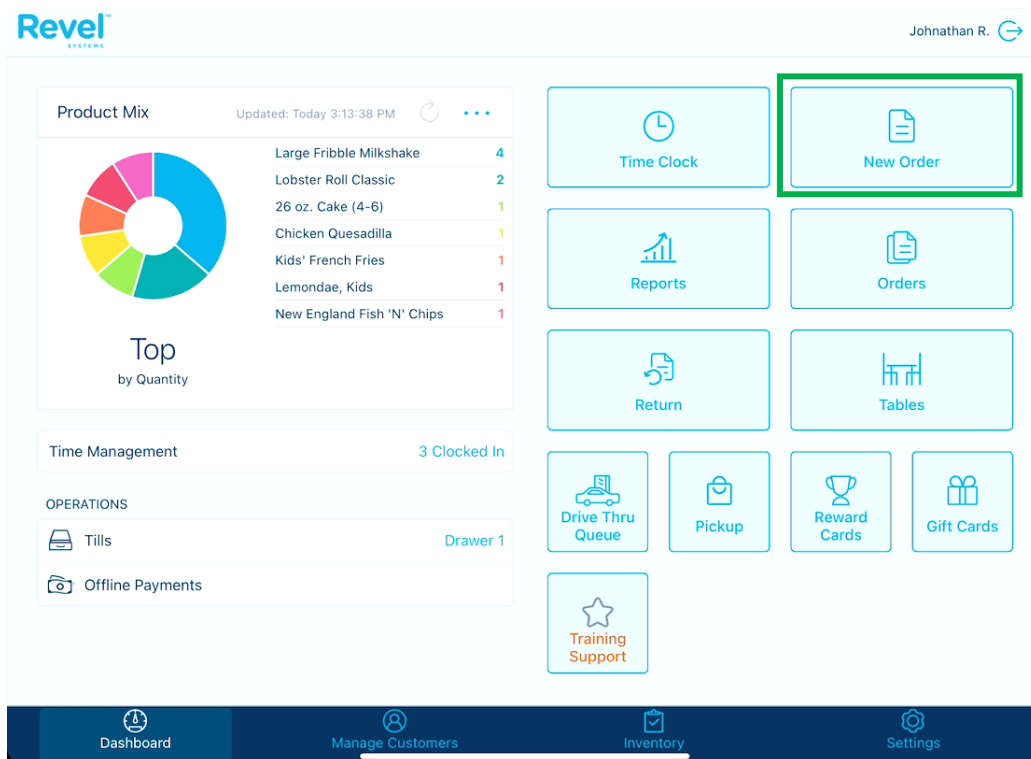 Revel™
SYSTEMS
Johnathan R.
Product Mix
Updated: Today 3:13:38 PM
Large Fribble Milkshake 4
Lobster Roll Classic 2
26 oz. Cake (4-6) 1
Chicken Quesadilla 1
Kids' French Fries 1
Lemondae, Kids 1
New England Fish 'N' Chips 1
Top
by Quantity
Time Management 3 Clocked In
OPERATIONS
Tills Drawer 1
Offline Payments
Time Clock
New Order
Reports
Orders
Return
Tables
Drive Thru
Queue
Pickup
Reward
Cards
Gift Cards
Training
Support
Dashboard
Manage Customers
Inventory
Settings